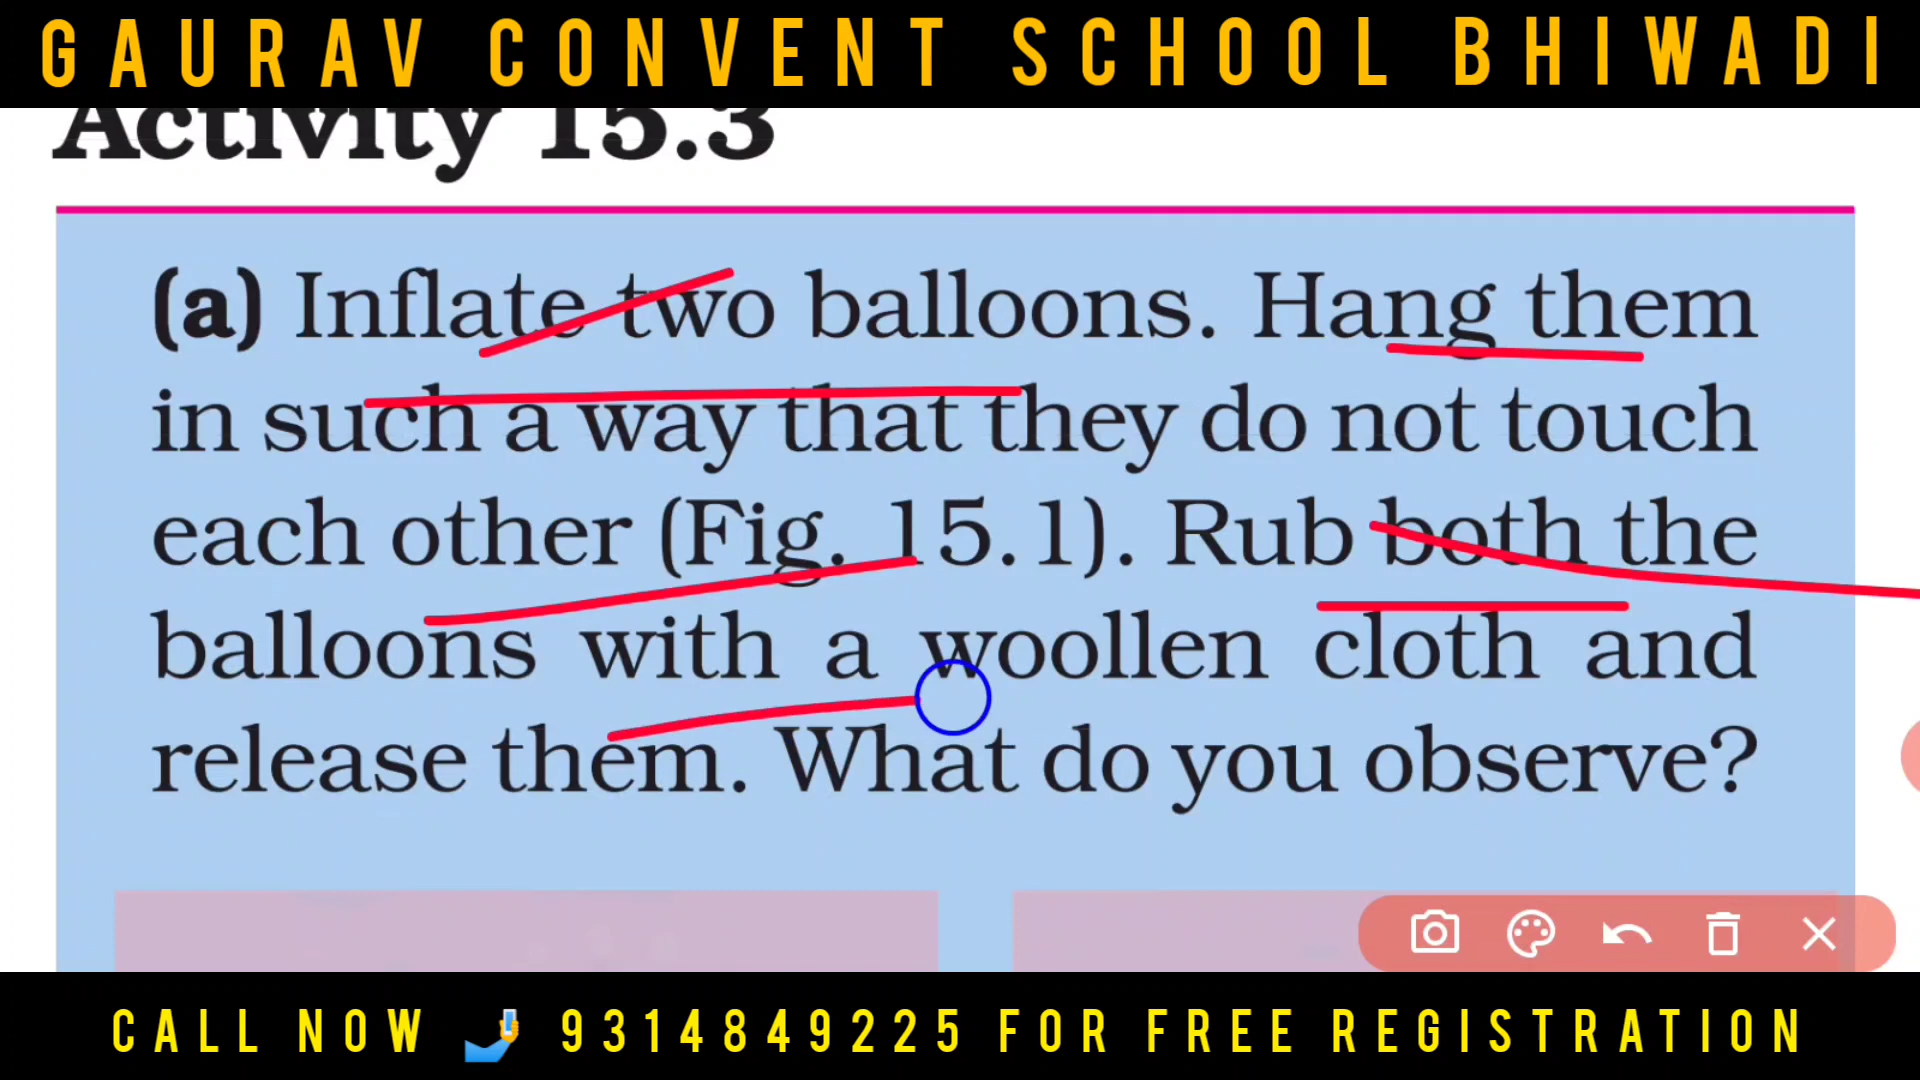 GAURAV CONVENT SCHOOL BHIWADI
Activity 15.3
(a) Inflate two balloons. Hang them
in such a way that they do not touch
each other (Fig. 15.1). Rub both the
balloons with a woollen cloth and
release them. What do you observe?
CALL NOW 🤳 9314849225 FOR FREE REGISTRATION